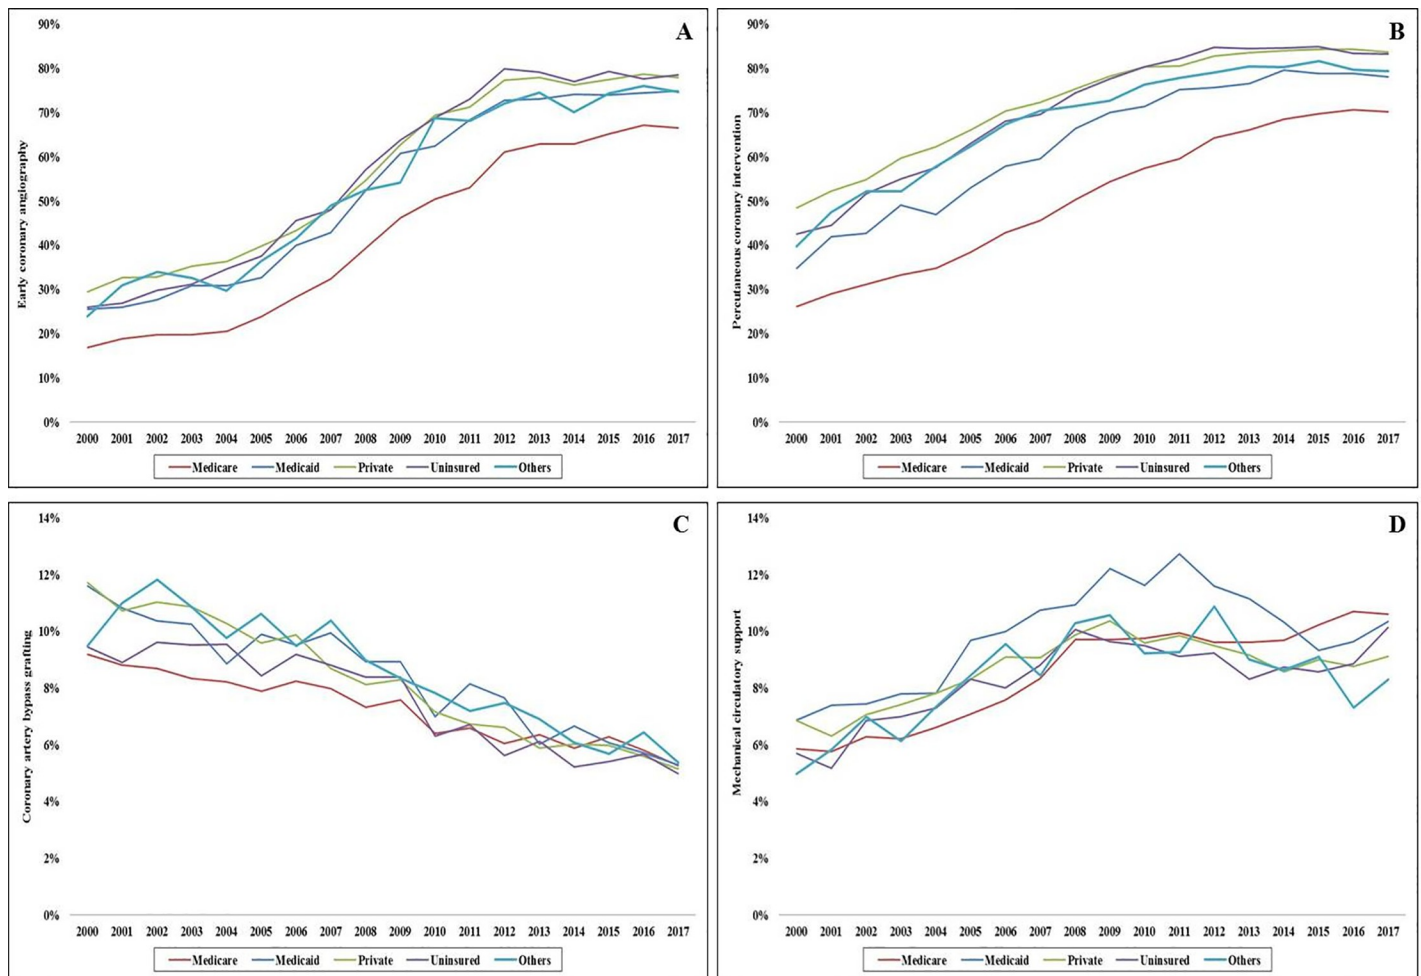 A
90%
80%
70%
60%
50%
40%
30%
20%
10%
0%
Early coronary angiography
2000 2001 2002 2003 2004 2005 2006 2007 2008 2009 2010 2011 2012 2013 2014 2015 2016 2017
Medicare Medicaid Private Uninsured Others
B
90%
80%
70%
60%
50%
40%
30%
20%
10%
0%
Percutaneous coronary intervention
2000 2001 2002 2003 2004 2005 2006 2007 2008 2009 2010 2011 2012 2013 2014 2015 2016 2017
Medicare Medicaid Private Uninsured Others
C
14%
12%
10%
8%
6%
4%
2%
0%
Coronary artery bypass grafting
2000 2001 2002 2003 2004 2005 2006 2007 2008 2009 2010 2011 2012 2013 2014 2015 2016 2017
Medicare Medicaid Private Uninsured Others
D
14%
12%
10%
8%
6%
4%
2%
0%
Mechanical circulatory support
2000 2001 2002 2003 2004 2005 2006 2007 2008 2009 2010 2011 2012 2013 2014 2015 2016 2017
Medicare Medicaid Private Uninsured Others